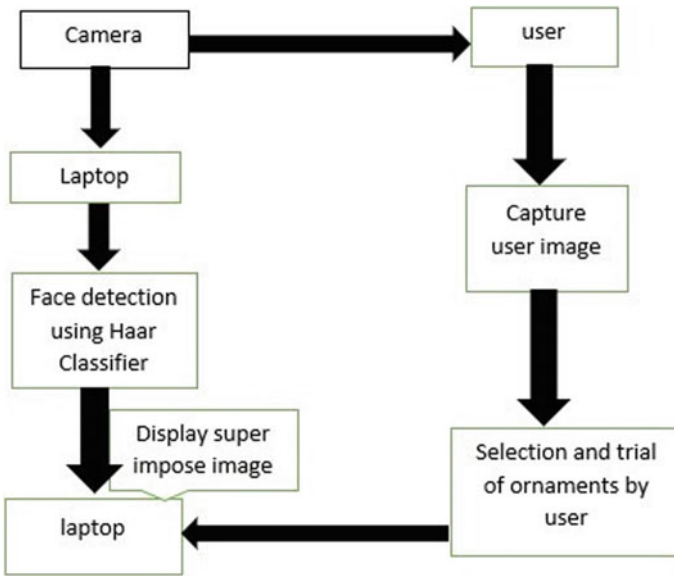 Camera
user
Laptop
Capture
user image
Face detection
using Haar
Classifier
Display super
impose image
Selection and trial
of ornaments by
user
laptop